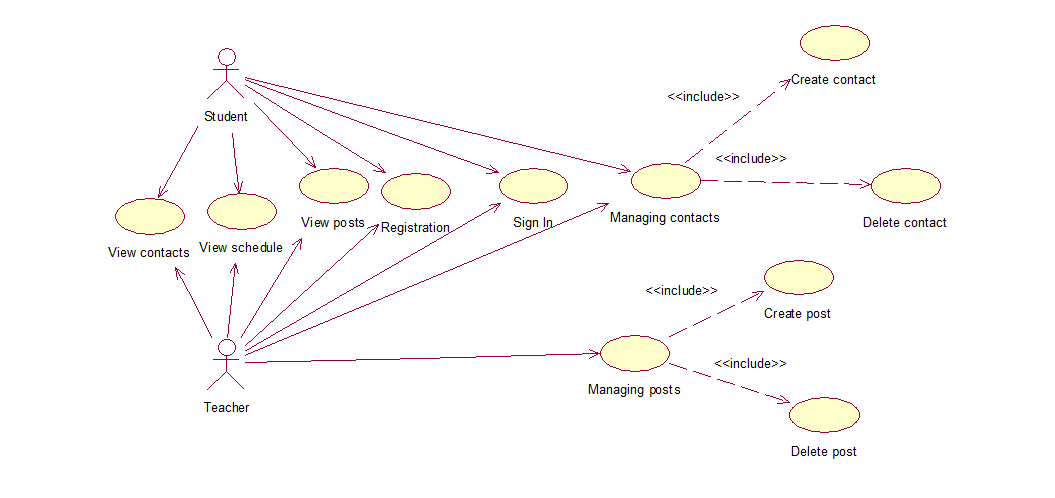 Create contact
<<include>>
Student
<<include>>
Managing contacts
View posts
Registration
Sign In
Delete contact
View contacts
View schedule
<<include>>
Create post
<<include>>
Managing posts
Teacher
Delete post